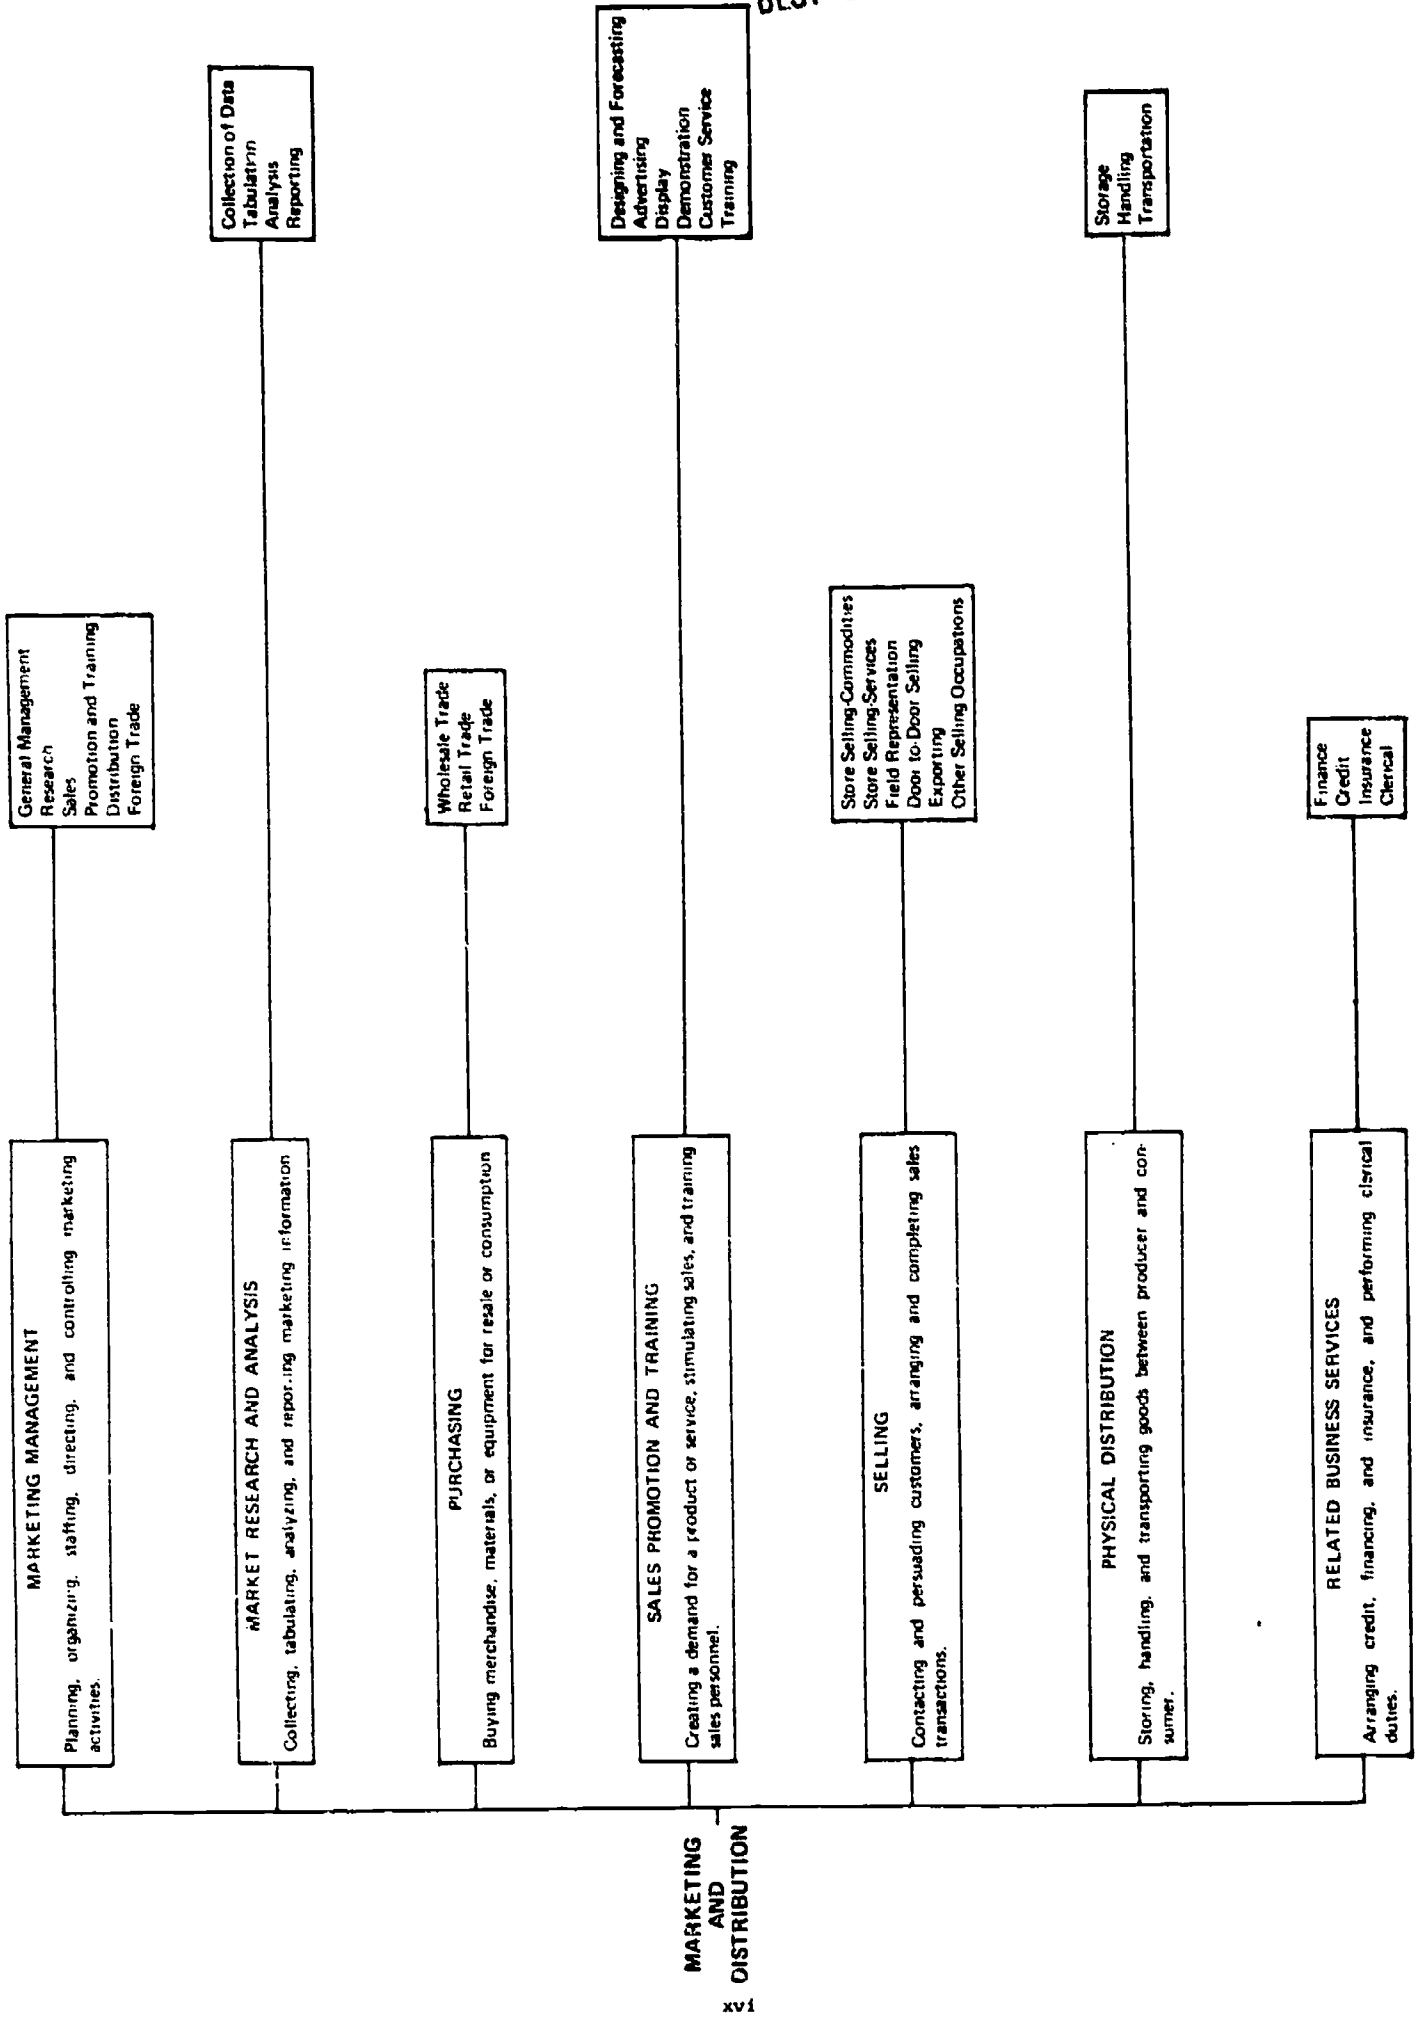 MARKETING
AND
DISTRIBUTION
MARKETING MANAGEMENT
Planning, organizing, staffing, directing, and controlling marketing
activities.
General Management
Research
Sales
Promotion and Training
Distribution
Foreign Trade
MARKET RESEARCH AND ANALYSIS
Collecting, tabulating, analyzing, and reporting marketing information
Collection of Data
Tabulation
Analysis
Reporting
PURCHASING
Buying merchandise, materials, or equipment for resale or consumption
Wholesale Trade
Retail Trade
Foreign Trade
SALES PROMOTION AND TRAINING
Creating a demand for a product or service, stimulating sales, and training
sales personnel.
Designing and Forecasting
Advertising
Display
Demonstration
Customer Service
Training
SELLING
Contacting and persuading customers, arranging and completing sales
transactions.
Store Selling-Commodities
Store Selling-Services
Field Representation
Door-to-Door Selling
Exporting
Other Selling Occupations
PHYSICAL DISTRIBUTION
Storing, handling, and transporting goods between producer and con-
sumer.
Storage
Handling
Transportation
RELATED BUSINESS SERVICES
Arranging credit, financing, and insurance, and performing clerical
duties.
Finance
Credit
Insurance
Clerical
xvi